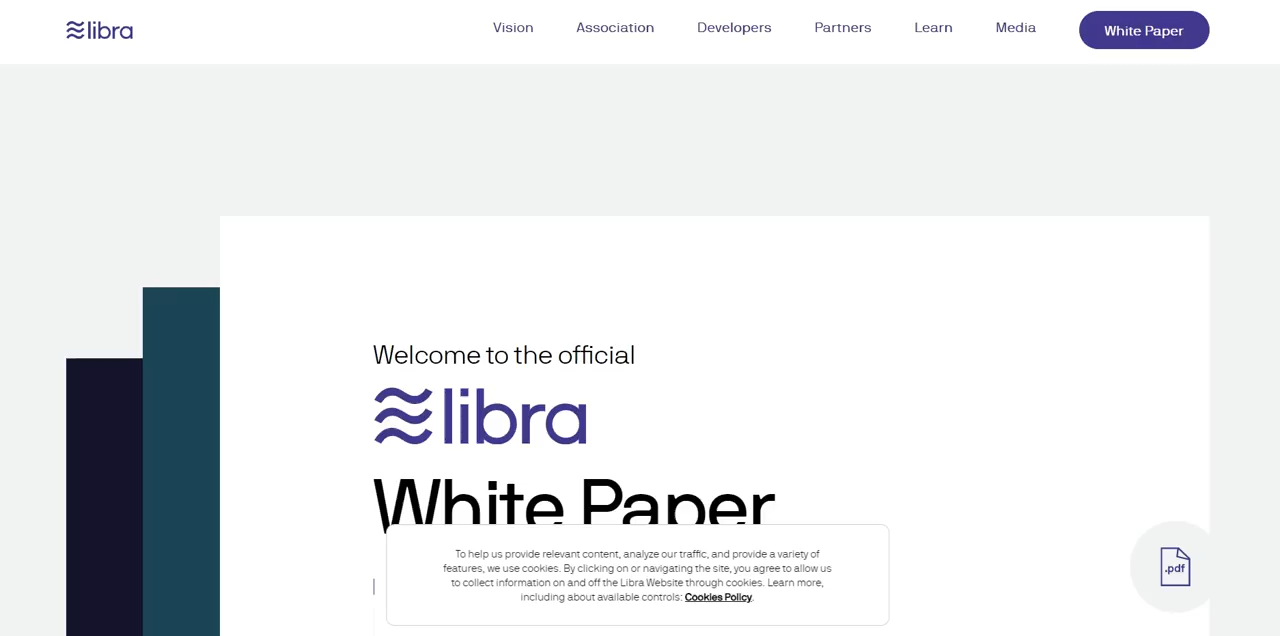 libra
Vision
Association
Developers
Partners
Learn
Media
White Paper
Welcome to the official
libra
White Paper
To help us provide relevant content, analyze our traffic, and provide a variety of
features, we use cookies. By clicking on or navigating the site, you agree to allow us
to collect information on and off the Libra Website through cookies. Learn more,
including about available controls: Cookies Policy.
.pdf